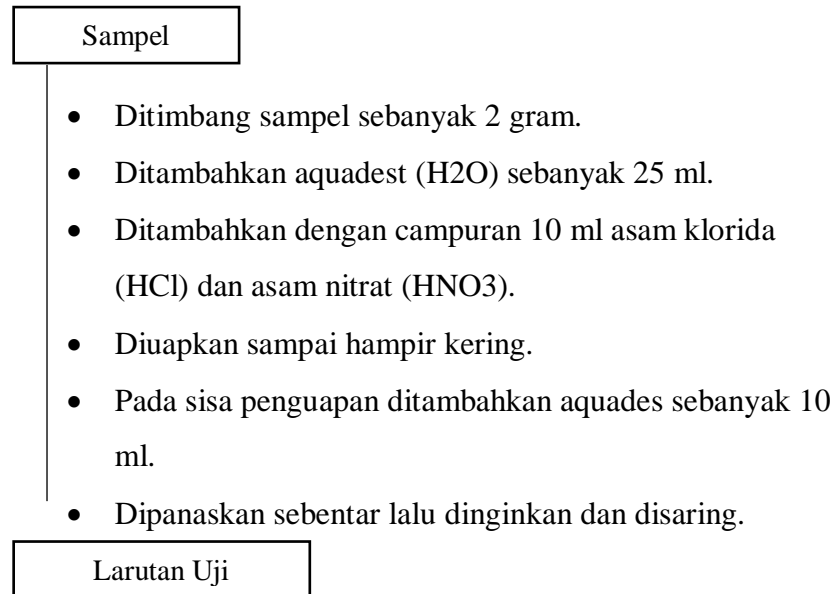 Sampel
• Ditimbang sampel sebanyak 2 gram.
• Ditambahkan aquadest (H2O) sebanyak 25 ml.
• Ditambahkan dengan campuran 10 ml asam klorida
(HCl) dan asam nitrat (HNO3).
• Diuapkan sampai hampir kering.
• Pada sisa penguapan ditambahkan aquades sebanyak 10
ml.
• Dipanaskan sebentar lalu dinginkan dan disaring.
Larutan Uji